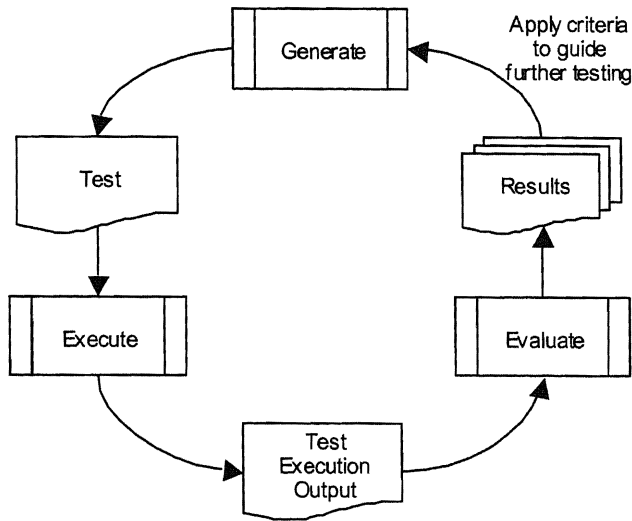 Generate
Apply criteria
to guide
further testing
Test
Results
Execute
Evaluate
Test
Execution
Output